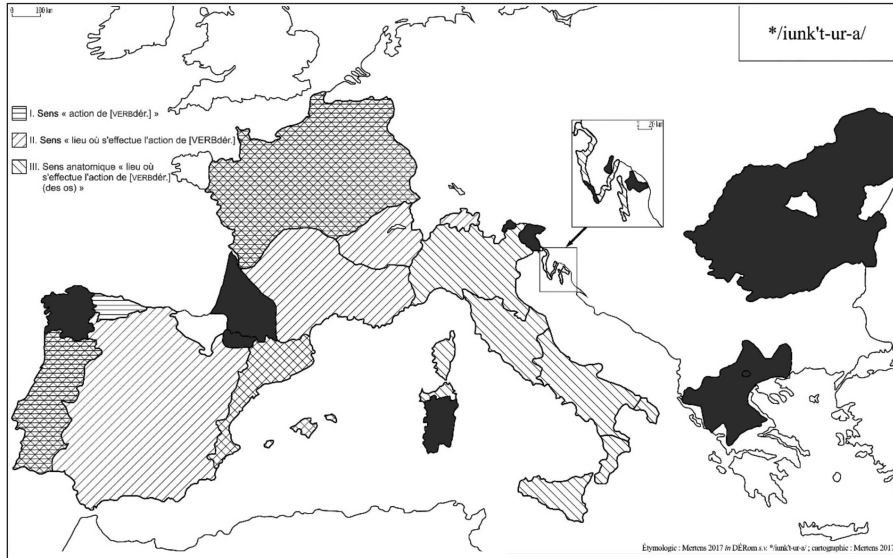 0 100 km
*/iunk't-ur-a/
I. Sens « action de [VERBdér.] »
II. Sens « lieu où s'effectue l'action de [VERBdér.]
III. Sens anatomique « lieu où
s'effectue l'action de [VERBdér.]
(des os) »
Étymologie : Mertens 2017 in DÉRom s.v. */iunk't-ur-a/ ; cartographie : Mertens 2017